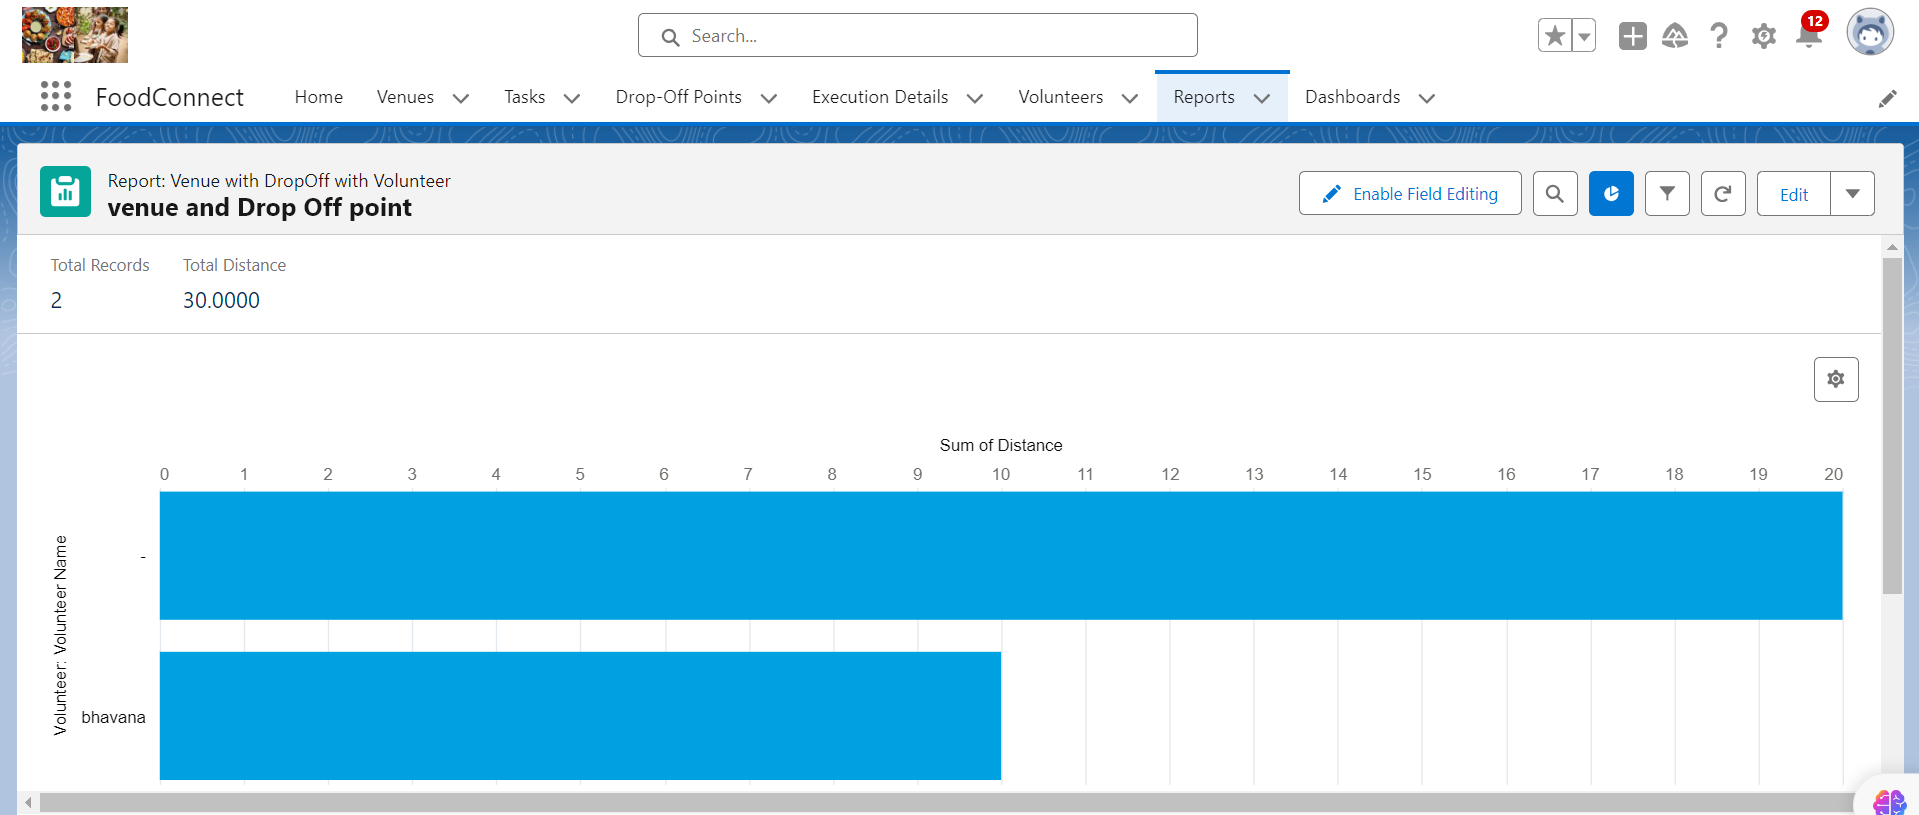 Search...
12
FoodConnect
Home
Venues
Tasks
Drop-Off Points
Execution Details
Volunteers
Reports
Dashboards
Report: Venue with DropOff with Volunteer
venue and Drop Off point
Enable Field Editing
Edit
Total Records
Total Distance
2
30.0000
Sum of Distance
0 1 2 3 4 5 6 7 8 9 10 11 12 13 14 15 16 17 18 19 20
Volunteer: Volunteer Name
-
bhavana